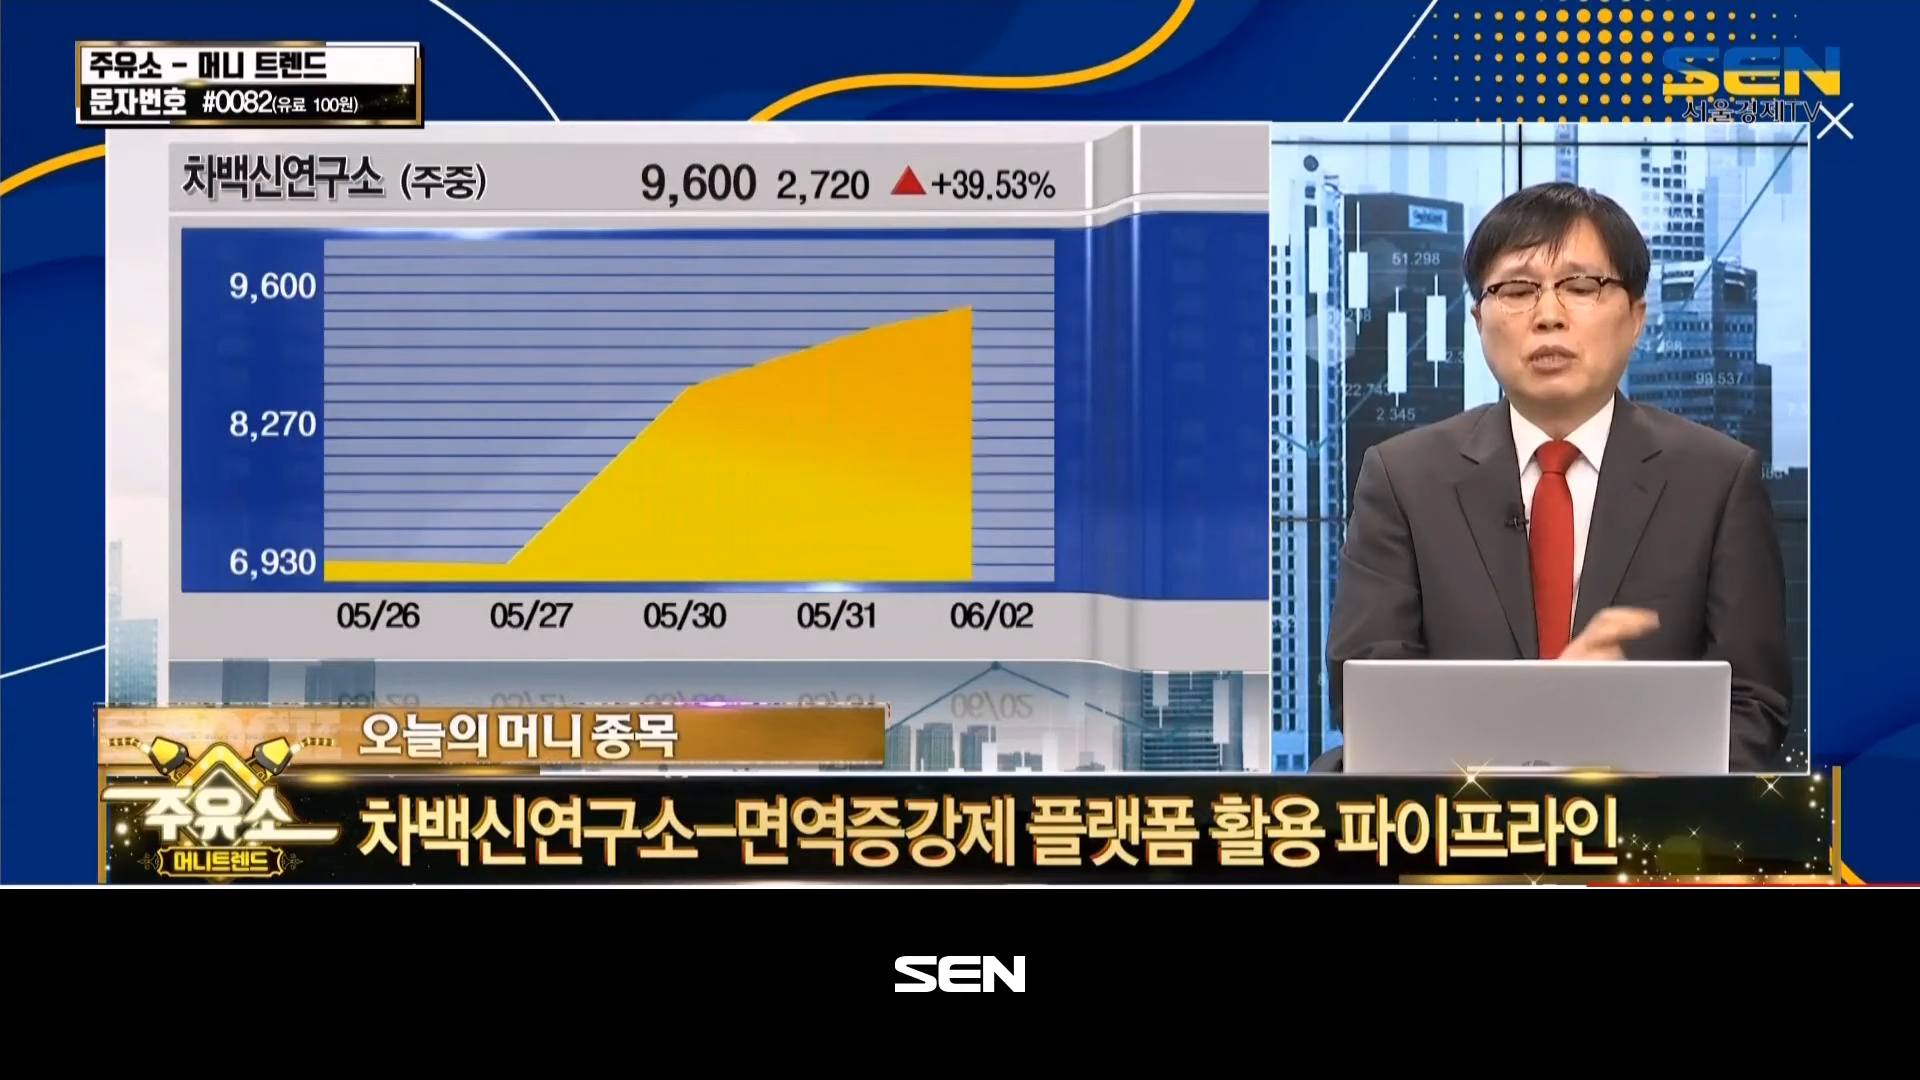 주유소 - 머니 트렌드
문자번호 #0082(유료 100원)
SEN
서울경제TV
차백신연구소 (주중) 9,600 2,720 ▲+39.53%
9,600
8,270
6,930
05/26 05/27 05/30 05/31 06/02
51.298
2.345
99.537
오늘의 머니 종목
주유소
머니트렌드
차백신연구소-면역증강제 플랫폼 활용 파이프라인
SEN